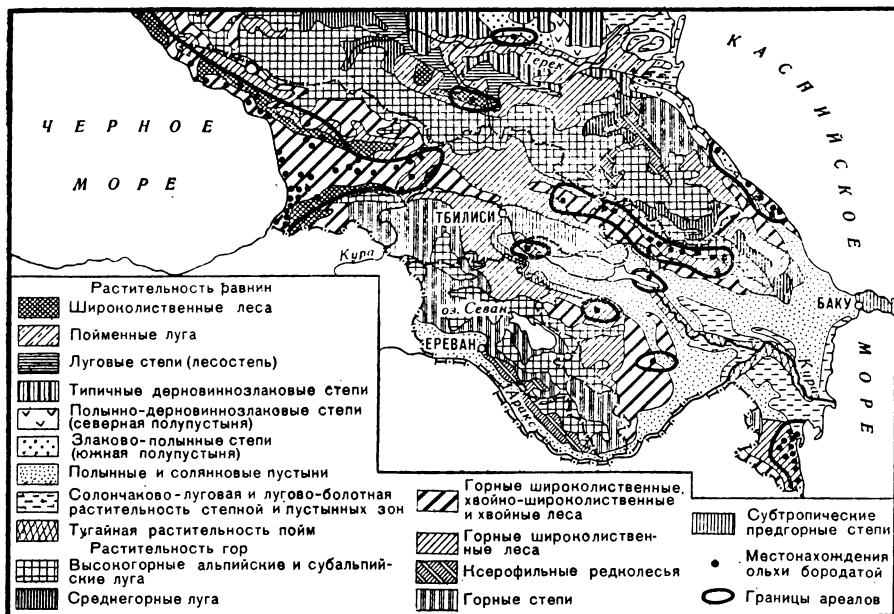 ЧЕРНОЕ
МОРЕ
КАСПИЙСКОЕ
МОРЕ
Терек
ТБИЛИСИ
Кура
оз. Севан
ЕРЕВАН
Аракс
БАКУ
Кура
Растительность равнин
Широколиственные леса
Пойменные луга
Луговые степи (лесостепь)
Типичные дерновиннозлаковые степи
Полынно-дерновиннозлаковые степи
(северная полупустыня)
Злаково-полынные степи
(южная полупустыня)
Полынные и солянковые пустыни
Солончаково-луговая и лугово-болотная
растительность степной и пустынных зон
Тугайная растительность пойм
Растительность гор
Высокогорные альпийские и субальпий-
ские луга
Среднегорные луга
Горные широколиственные,
хвойно-широколиственные
и хвойные леса
Горные широколиствен-
ные леса
Ксерофильные редколесья
Горные степи
Субтропические
предгорные степи
Местонахождения
ольхи бородатой
Границы ареалов